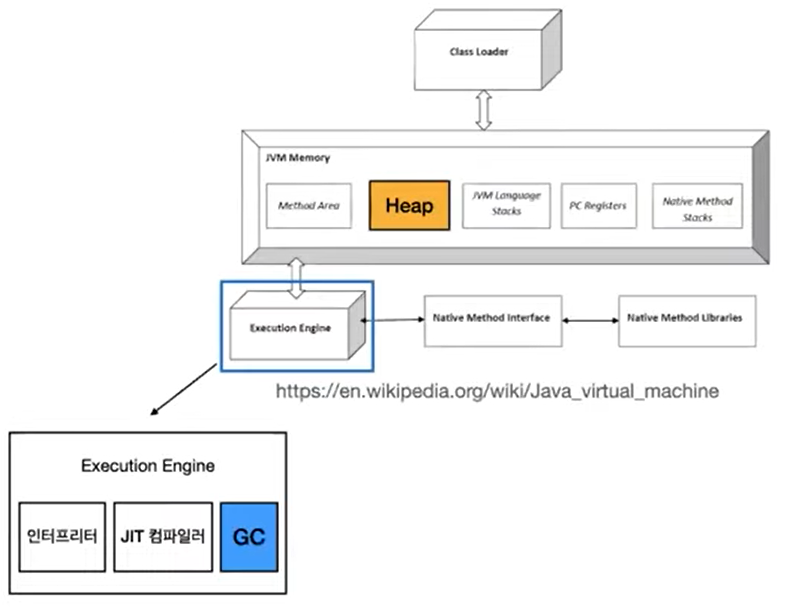 Class Loader
JVM Memory
Method Area
Heap
JVM Language
Stacks
PC Registers
Native Method
Stacks
Execution Engine
Native Method Interface
Native Method Libraries
https://en.wikipedia.org/wiki/Java_virtual_machine
Execution Engine
인터프리터
JIT 컴파일러
GC